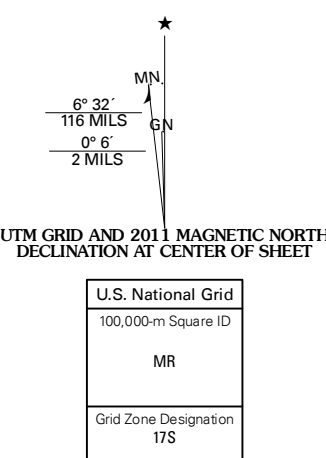 MN.
6° 32´
116 MILS
GN
0° 6´
2 MILS
UTM GRID AND 2011 MAGNETIC NORTH
DECLINATION AT CENTER OF SHEET
U.S. National Grid
100,000-m Square ID
MR
Grid Zone Designation
17S